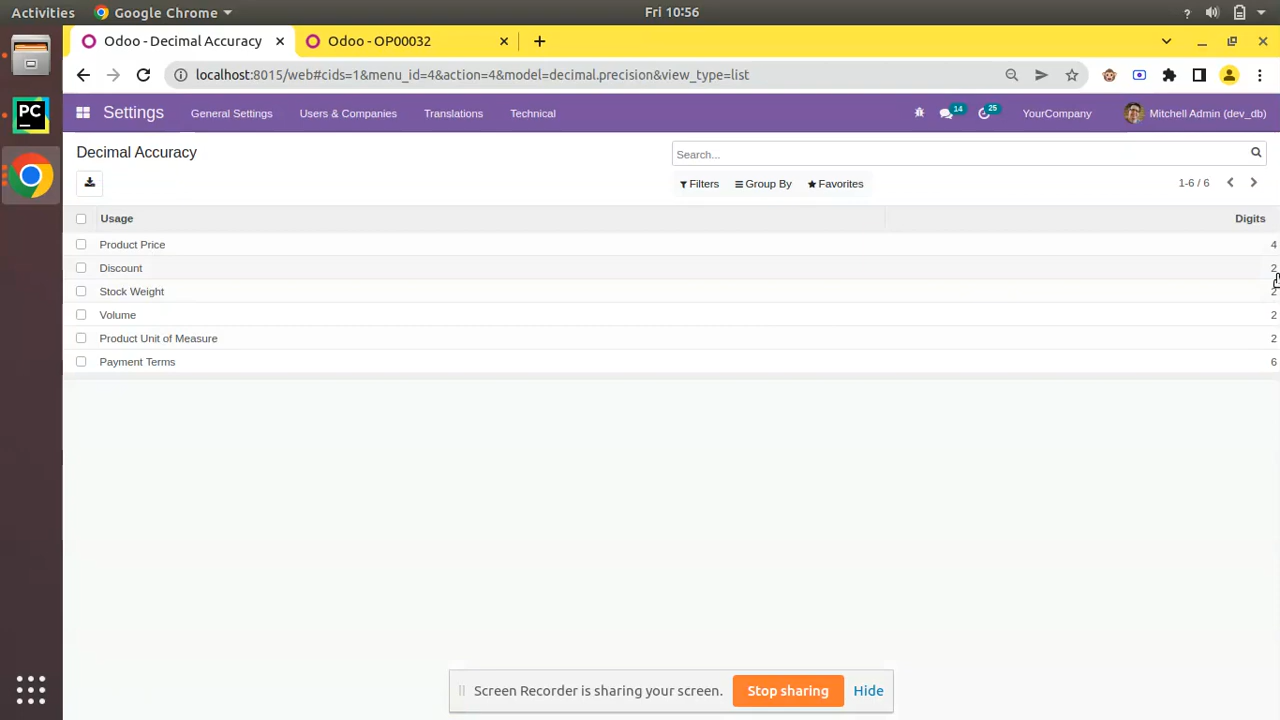 Activities Google Chrome Fri 10:56 ?
Odoo - Decimal Accuracy Odoo - OP00032
localhost:8015/web#cids=1&menu_id=4&action=4&model=decimal.precision&view_type=list
PC
Settings General Settings Users & Companies Translations Technical 14 25 YourCompany Mitchell Admin (dev_db)
Decimal Accuracy Search...
Filters Group By Favorites 1-6 / 6
Usage Digits
Product Price 4
Discount 2
Stock Weight 2
Volume 2
Product Unit of Measure 2
Payment Terms 6
Screen Recorder is sharing your screen. Stop sharing Hide